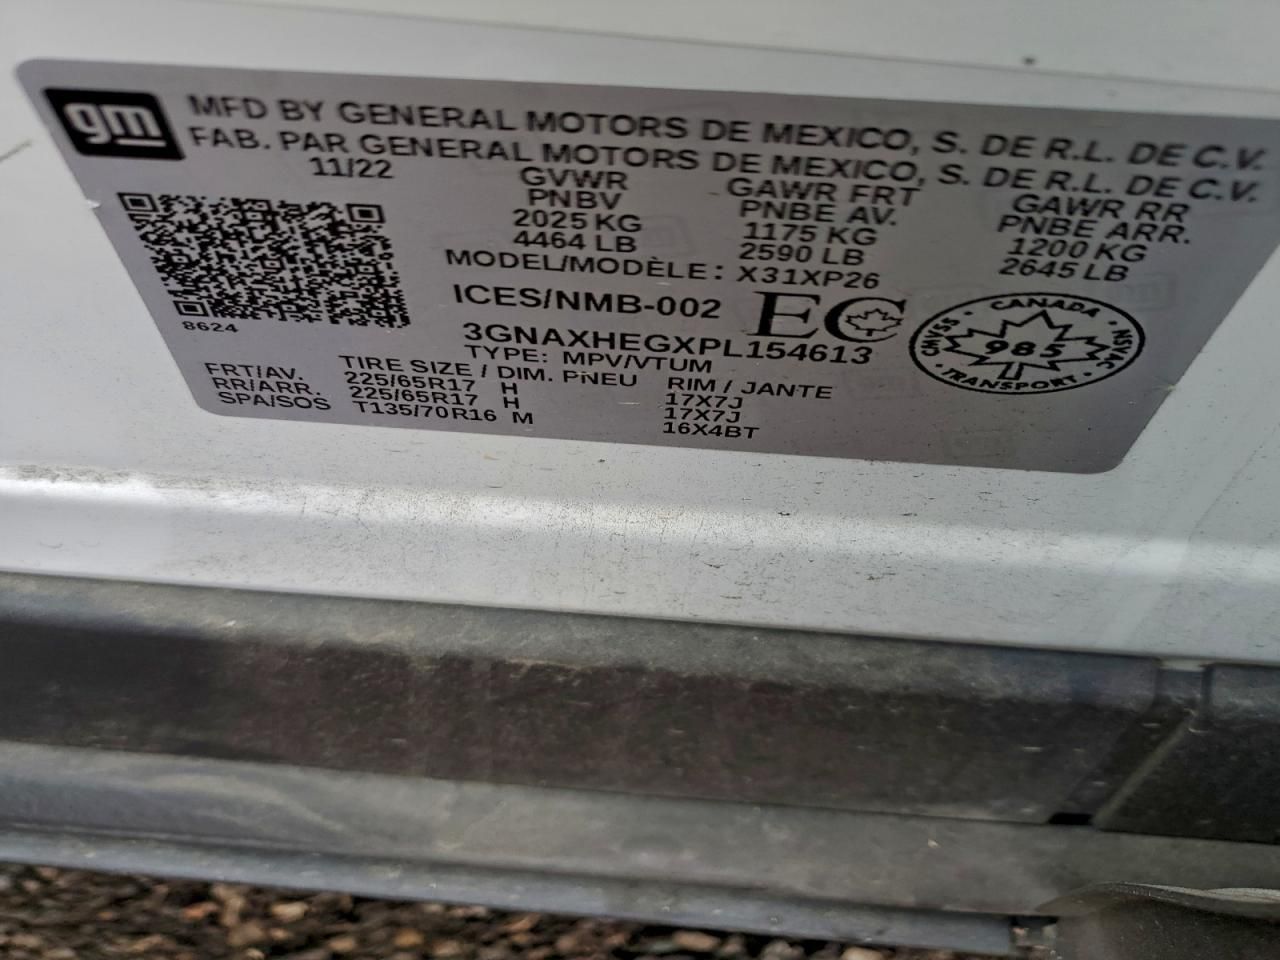 gm
MFD BY GENERAL MOTORS DE MEXICO, S. DE R.L. DE C.V.
FAB. PAR GENERAL MOTORS DE MEXICO, S. DE R.L. DE C.V.
11/22 GVWR GAWR FRT GAWR RR
PNBV PNBE AV. PNBE ARR.
2025 KG 1175 KG 1200 KG
4464 LB 2590 LB 2645 LB
MODEL/MODÈLE: X31XP26
ICES/NMB-002 EC
3GNAXHEGXPL154613
8624
TYPE: MPV/VTUM
TIRE SIZE / DIM. PNEU RIM / JANTE
FRT/AV. 225/65R17 H 17X7J
RR/ARR. 225/65R17 H 17X7J
SPA/SOS T135/70R16 M 16X4BT
CANADA
CMVSS 985 NSVAC
TRANSPORT